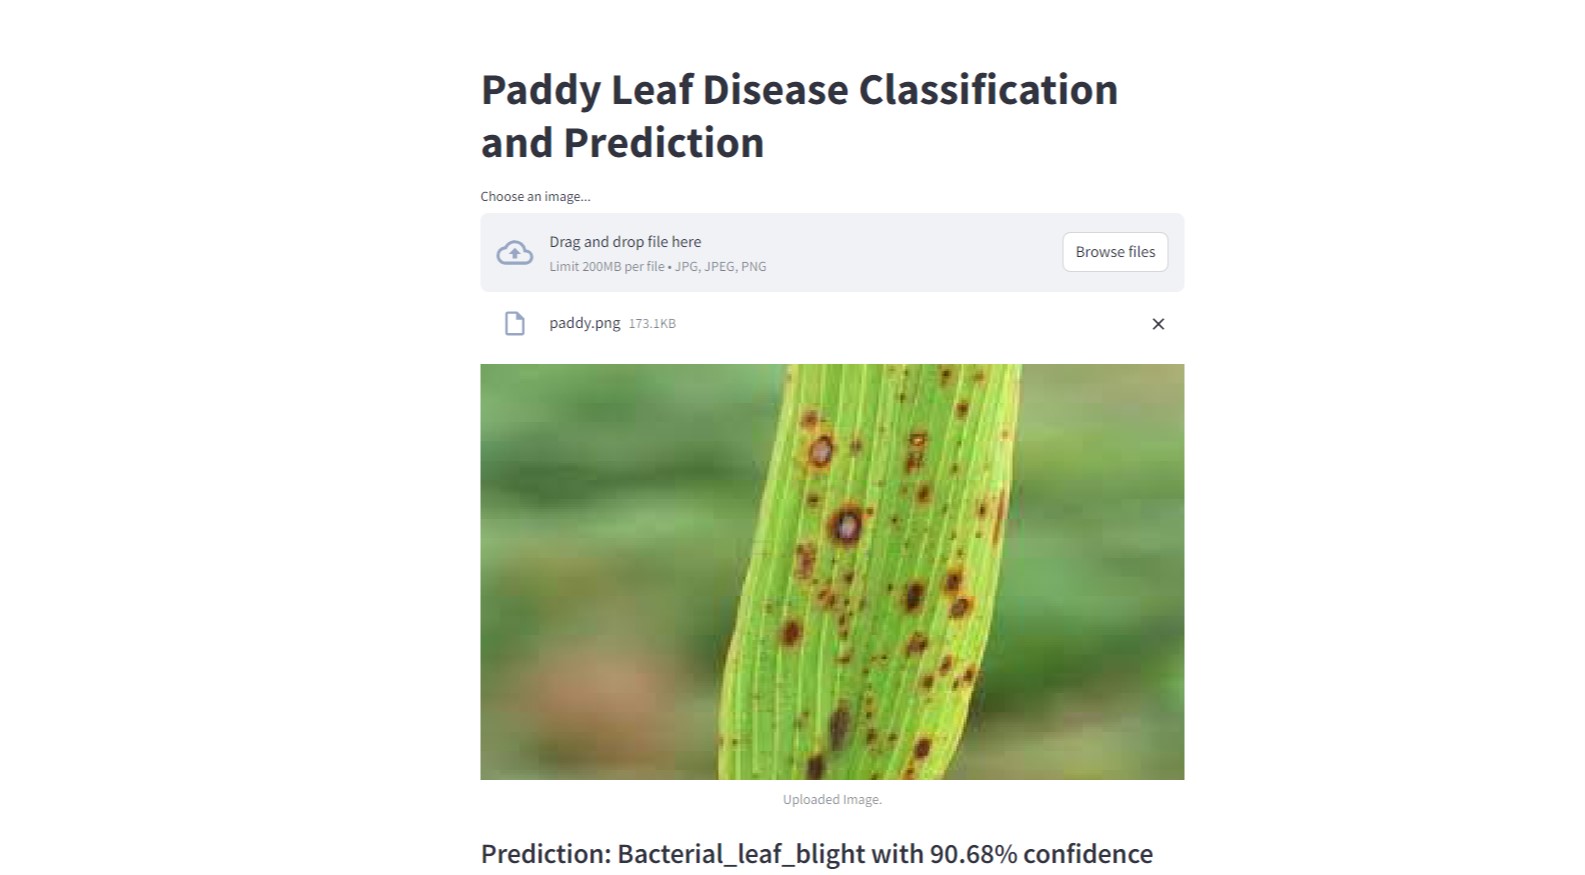 Paddy Leaf Disease Classification
and Prediction
Choose an image...
Drag and drop file here
Limit 200MB per file • JPG, JPEG, PNG
Browse files
paddy.png 173.1KB
Uploaded Image.
Prediction: Bacterial_leaf_blight with 90.68% confidence